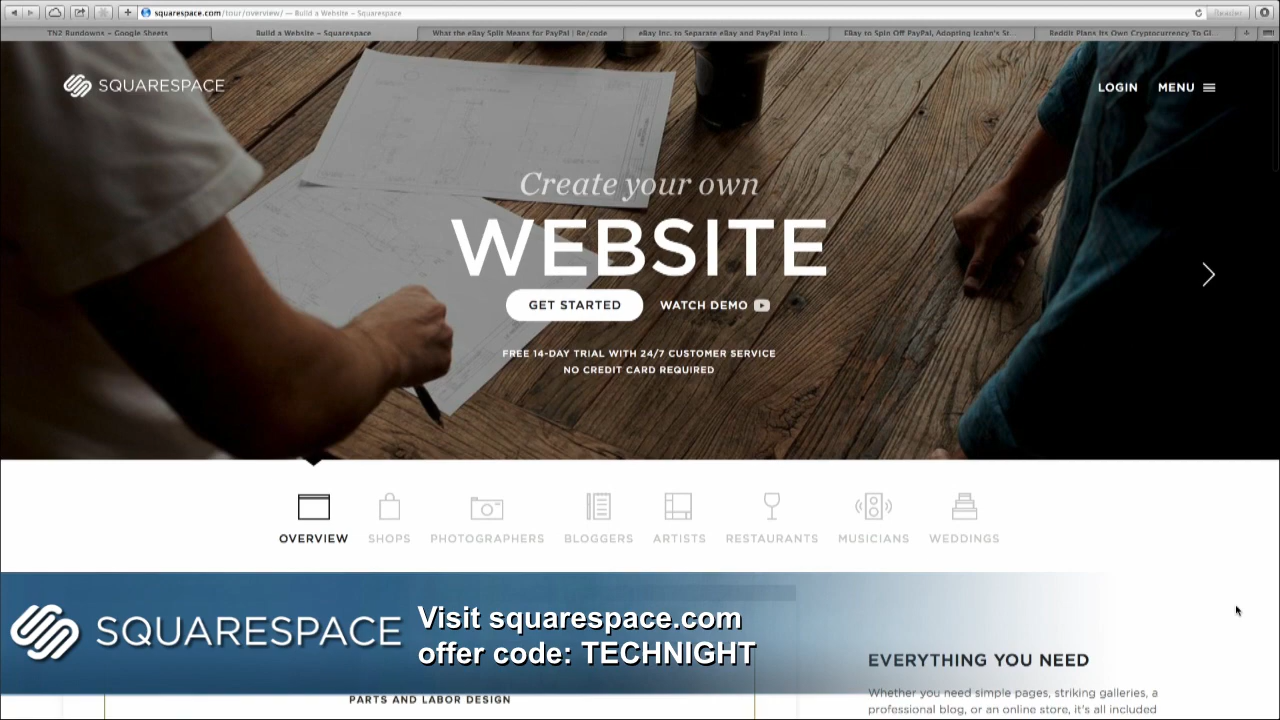 squarespace.com/tour/overview/ — Build a Website – Squarespace
Reader
TN2 Rundowns – Google Sheets
Build a Website – Squarespace
What the eBay Split Means for PayPal | Re/code
eBay Inc. to Separate eBay and PayPal Into I...
EBay to Spin Off PayPal, Adopting Icahn's St...
Reddit Plans Its Own Cryptocurrency To Gi...
SQUARESPACE
LOGIN
MENU
Create your own
WEBSITE
GET STARTED
WATCH DEMO
FREE 14-DAY TRIAL WITH 24/7 CUSTOMER SERVICE
NO CREDIT CARD REQUIRED
OVERVIEW
SHOPS
PHOTOGRAPHERS
BLOGGERS
ARTISTS
RESTAURANTS
MUSICIANS
WEDDINGS
SQUARESPACE
Visit squarespace.com
offer code: TECHNIGHT
PARTS AND LABOR DESIGN
EVERYTHING YOU NEED
Whether you need simple pages, striking galleries, a
professional blog, or an online store, it's all included